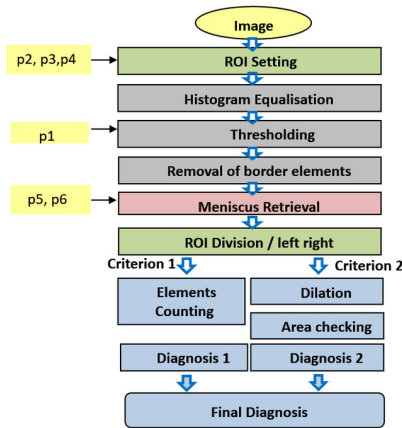 Image
p2, p3,p4
ROI Setting
Histogram Equalisation
p1
Thresholding
Removal of border elements
p5, p6
Meniscus Retrieval
ROI Division / left right
Criterion 1
Criterion 2
Elements
Counting
Dilation
Area checking
Diagnosis 1
Diagnosis 2
Final Diagnosis